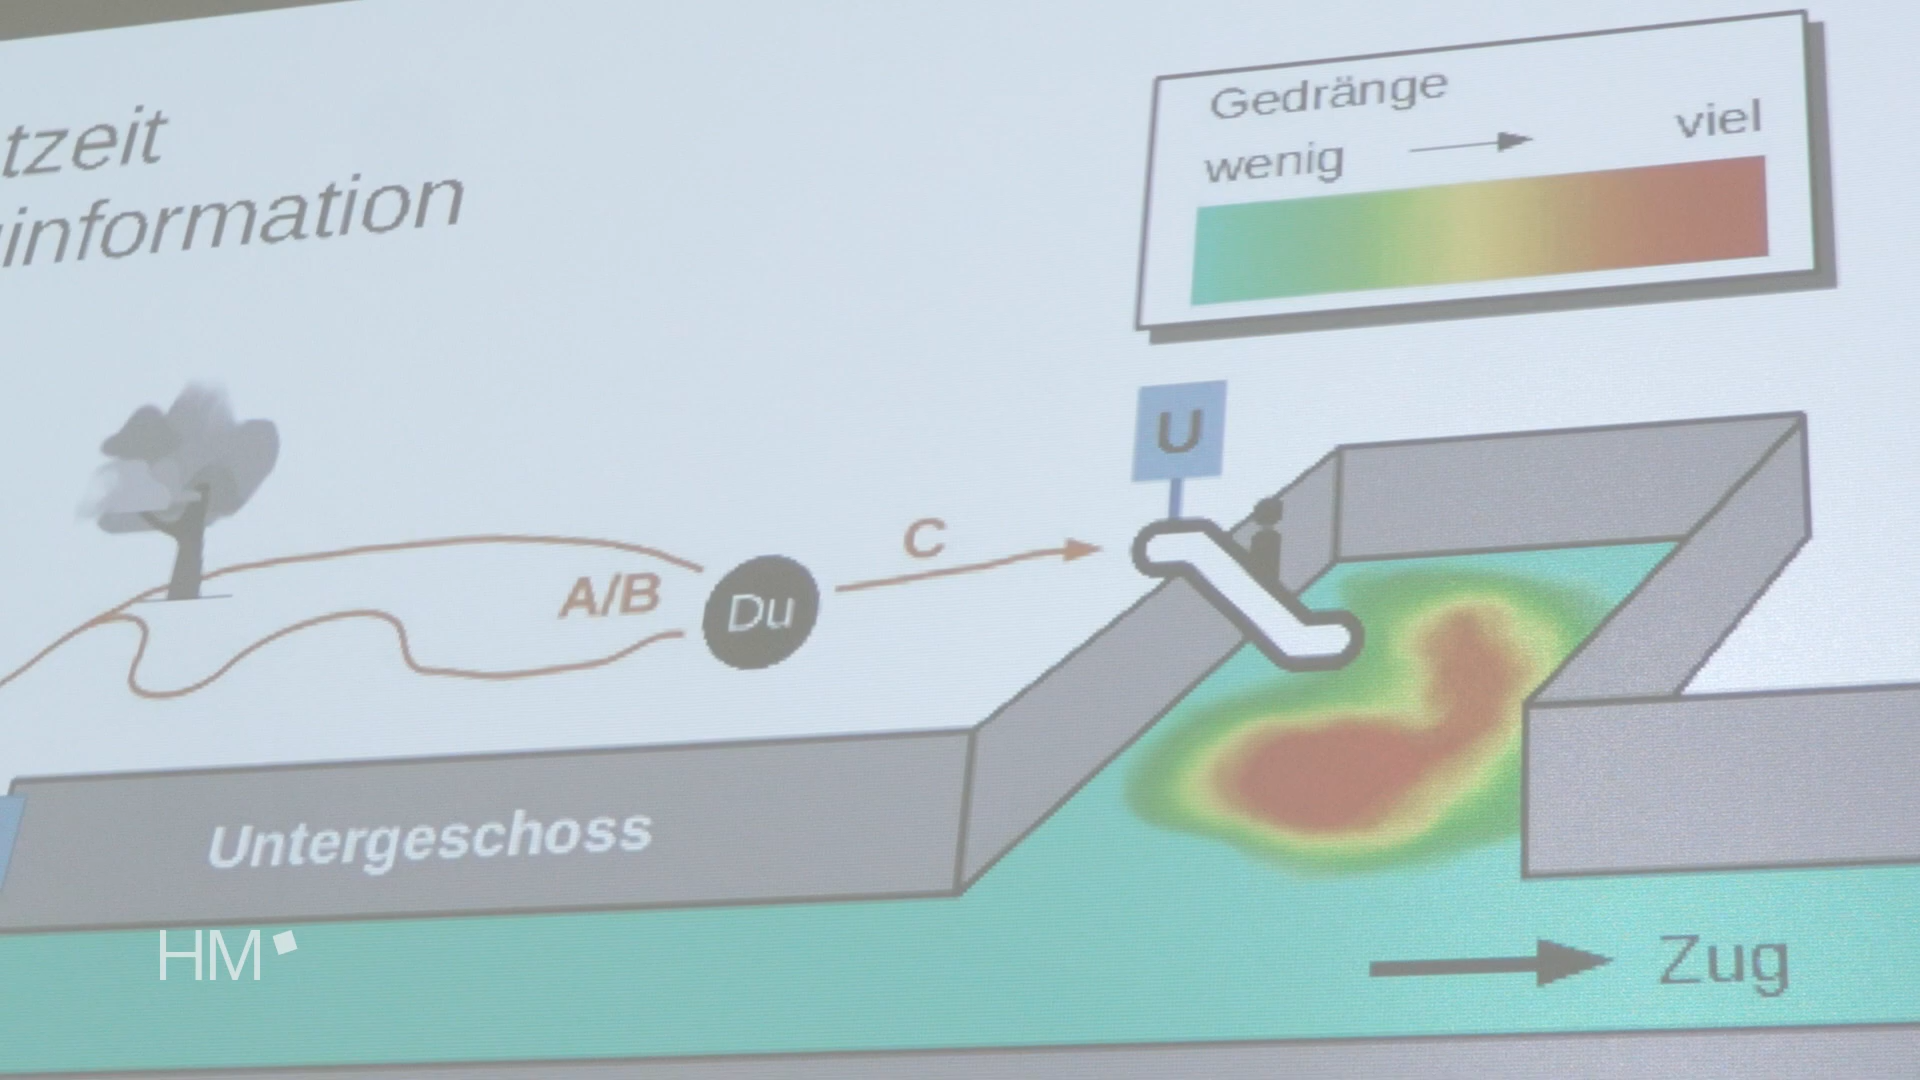 tzeit
information
Gedränge
wenig
viel
U
C
A/B
Du
Untergeschoss
HM
Zug